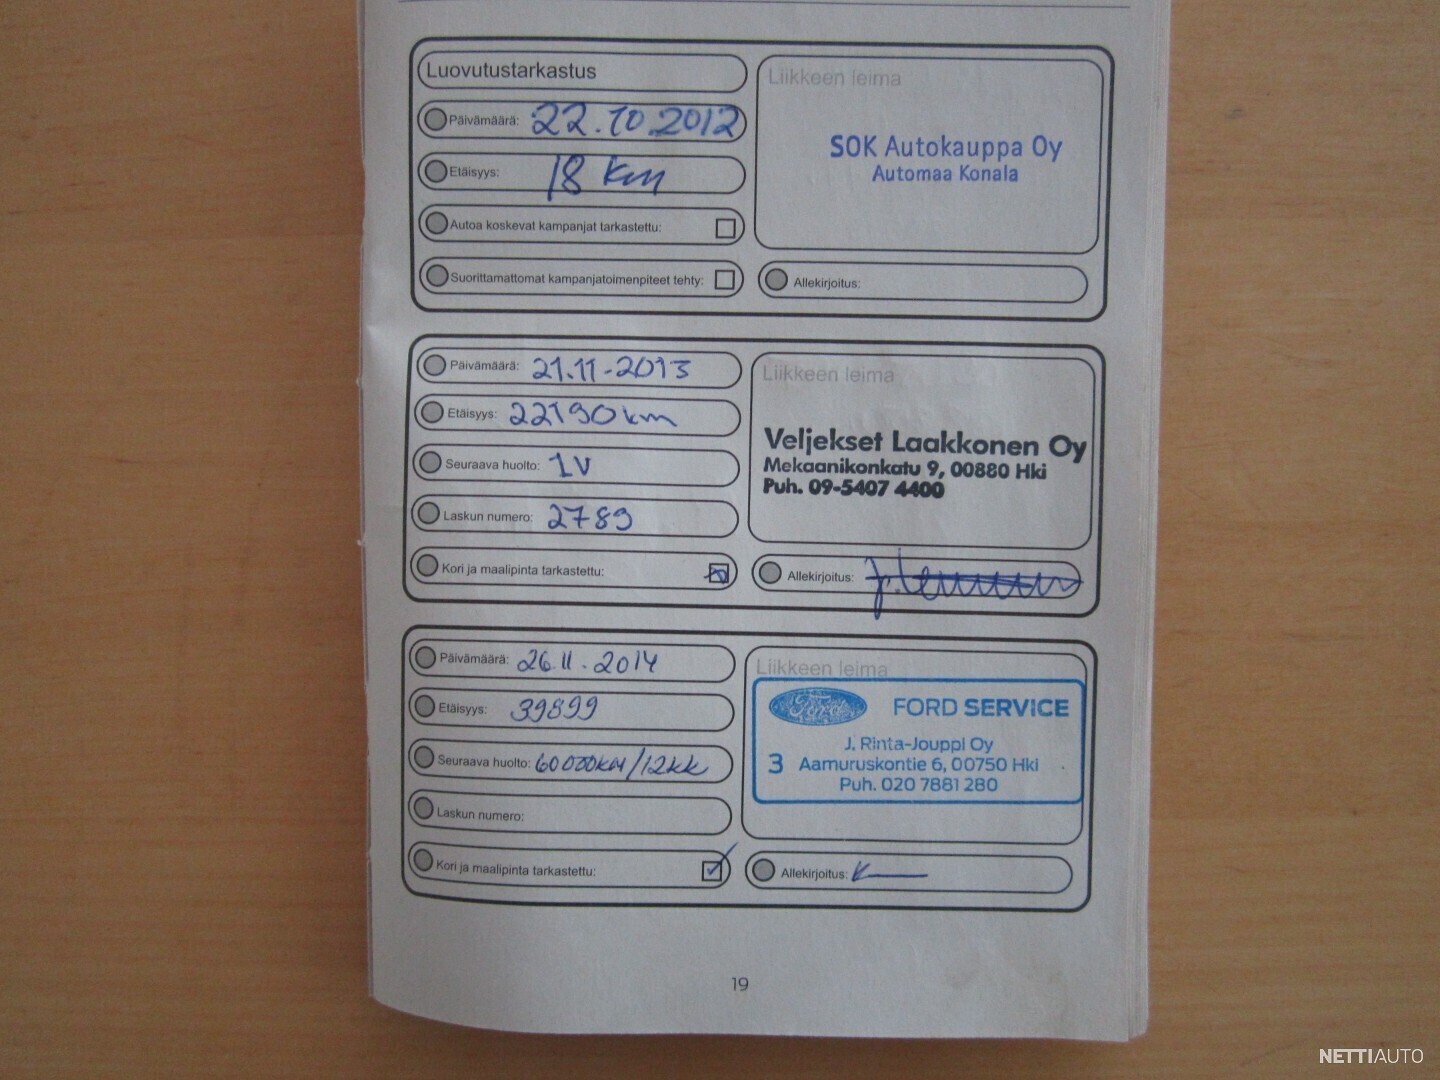 Luovutustarkastus
Päivämäärä: 22.10.2012
Etäisyys: 18 km
Autoa koskevat kampanjat tarkastettu:
Suorittamattomat kampanjatoimenpiteet tehty:
Liikkeen leima
SOK Autokauppa Oy
Automaa Konala
Allekirjoitus:
Päivämäärä: 21.11-2013
Etäisyys: 22190 km
Seuraava huolto: 1v
Laskun numero: 2789
Kori ja maalipinta tarkastettu:
Liikkeen leima
Veljekset Laakkonen Oy
Mekaanikonkatu 9, 00880 Hki
Puh. 09-5407 4400
Allekirjoitus:
Päivämäärä: 26.11.2014
Etäisyys: 39899
Seuraava huolto: 60000km/12kk
Laskun numero:
Kori ja maalipinta tarkastettu:
Liikkeen leima
Ford
FORD SERVICE
J. Rinta-Jouppi Oy
3 Aamuruskontie 6, 00750 Hki
Puh. 020 7881 280
Allekirjoitus:
19
NETTIAUTO